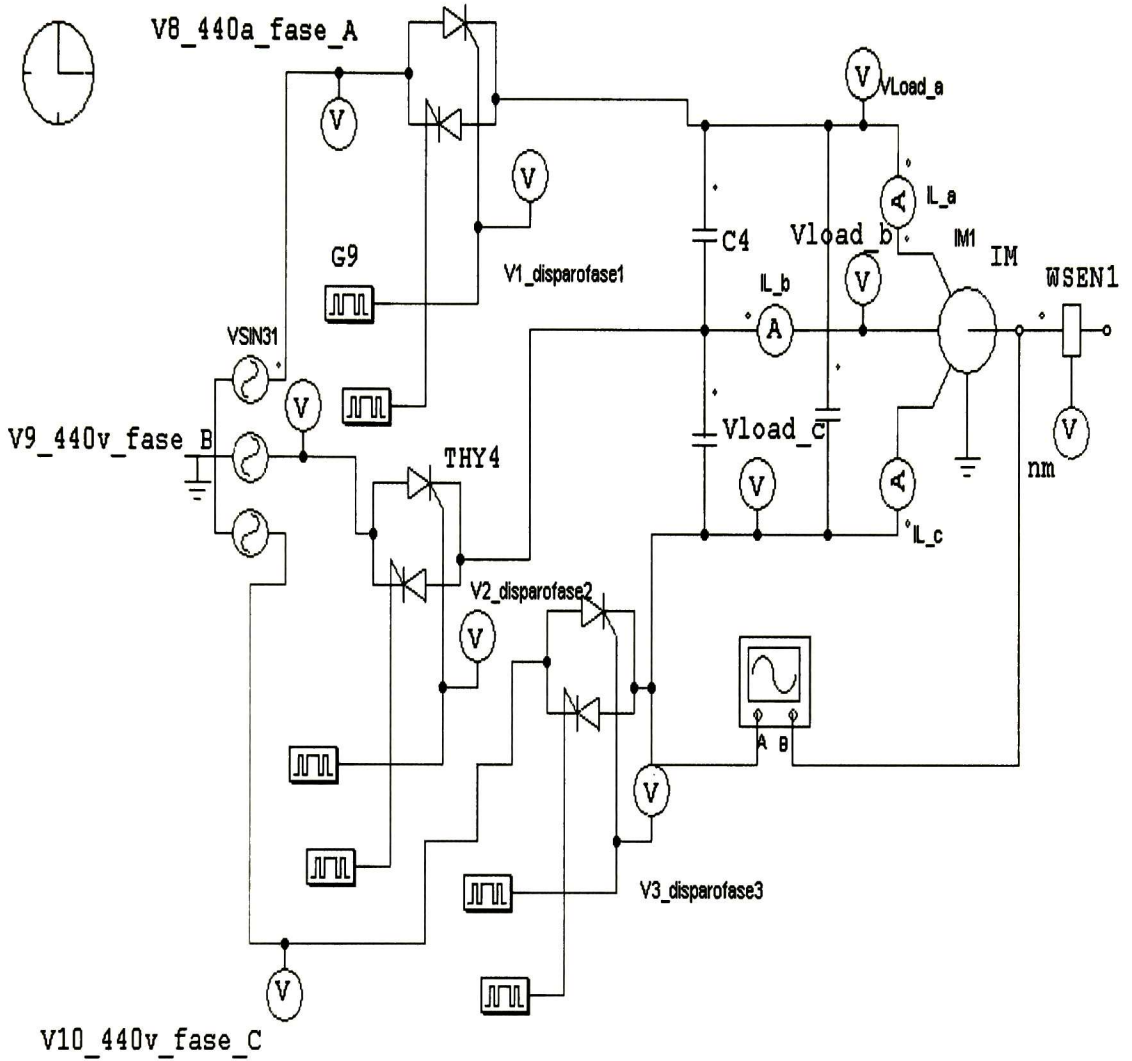 V8_440a_fase_A
V
VLoad_a
V
V
A
IL_a
G9
V1_disparofase1
C4
Vload_b
IM1
IM
IL_b
V
WSEN1
VSIN31
A
V
V9_440v_fase_B
THY4
Vload_c
V
nm
V
A
IL_c
V2_disparofase2
V
A B
V
V3_disparofase3
V
V10_440v_fase_C